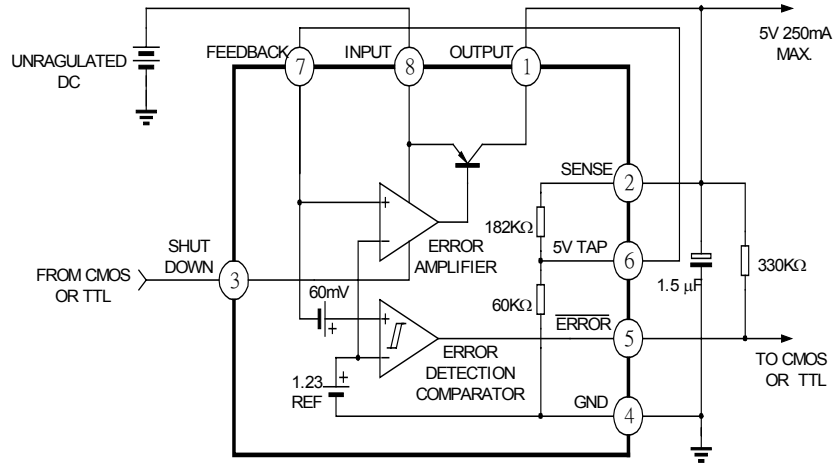 5V 250mA
MAX.
UNRAGULATED
DC
FEEDBACK
INPUT
OUTPUT
7
8
1
SENSE
2
182KΩ
5V TAP
6
SHUT
DOWN
ERROR
AMPLIFIER
330KΩ
1.5 μF
FROM CMOS
OR TTL
3
60mV
60KΩ
ERROR
5
ERROR
DETECTION
COMPARATOR
TO CMOS
OR TTL
1.23
REF
GND
4
+
−
+
+
−
+